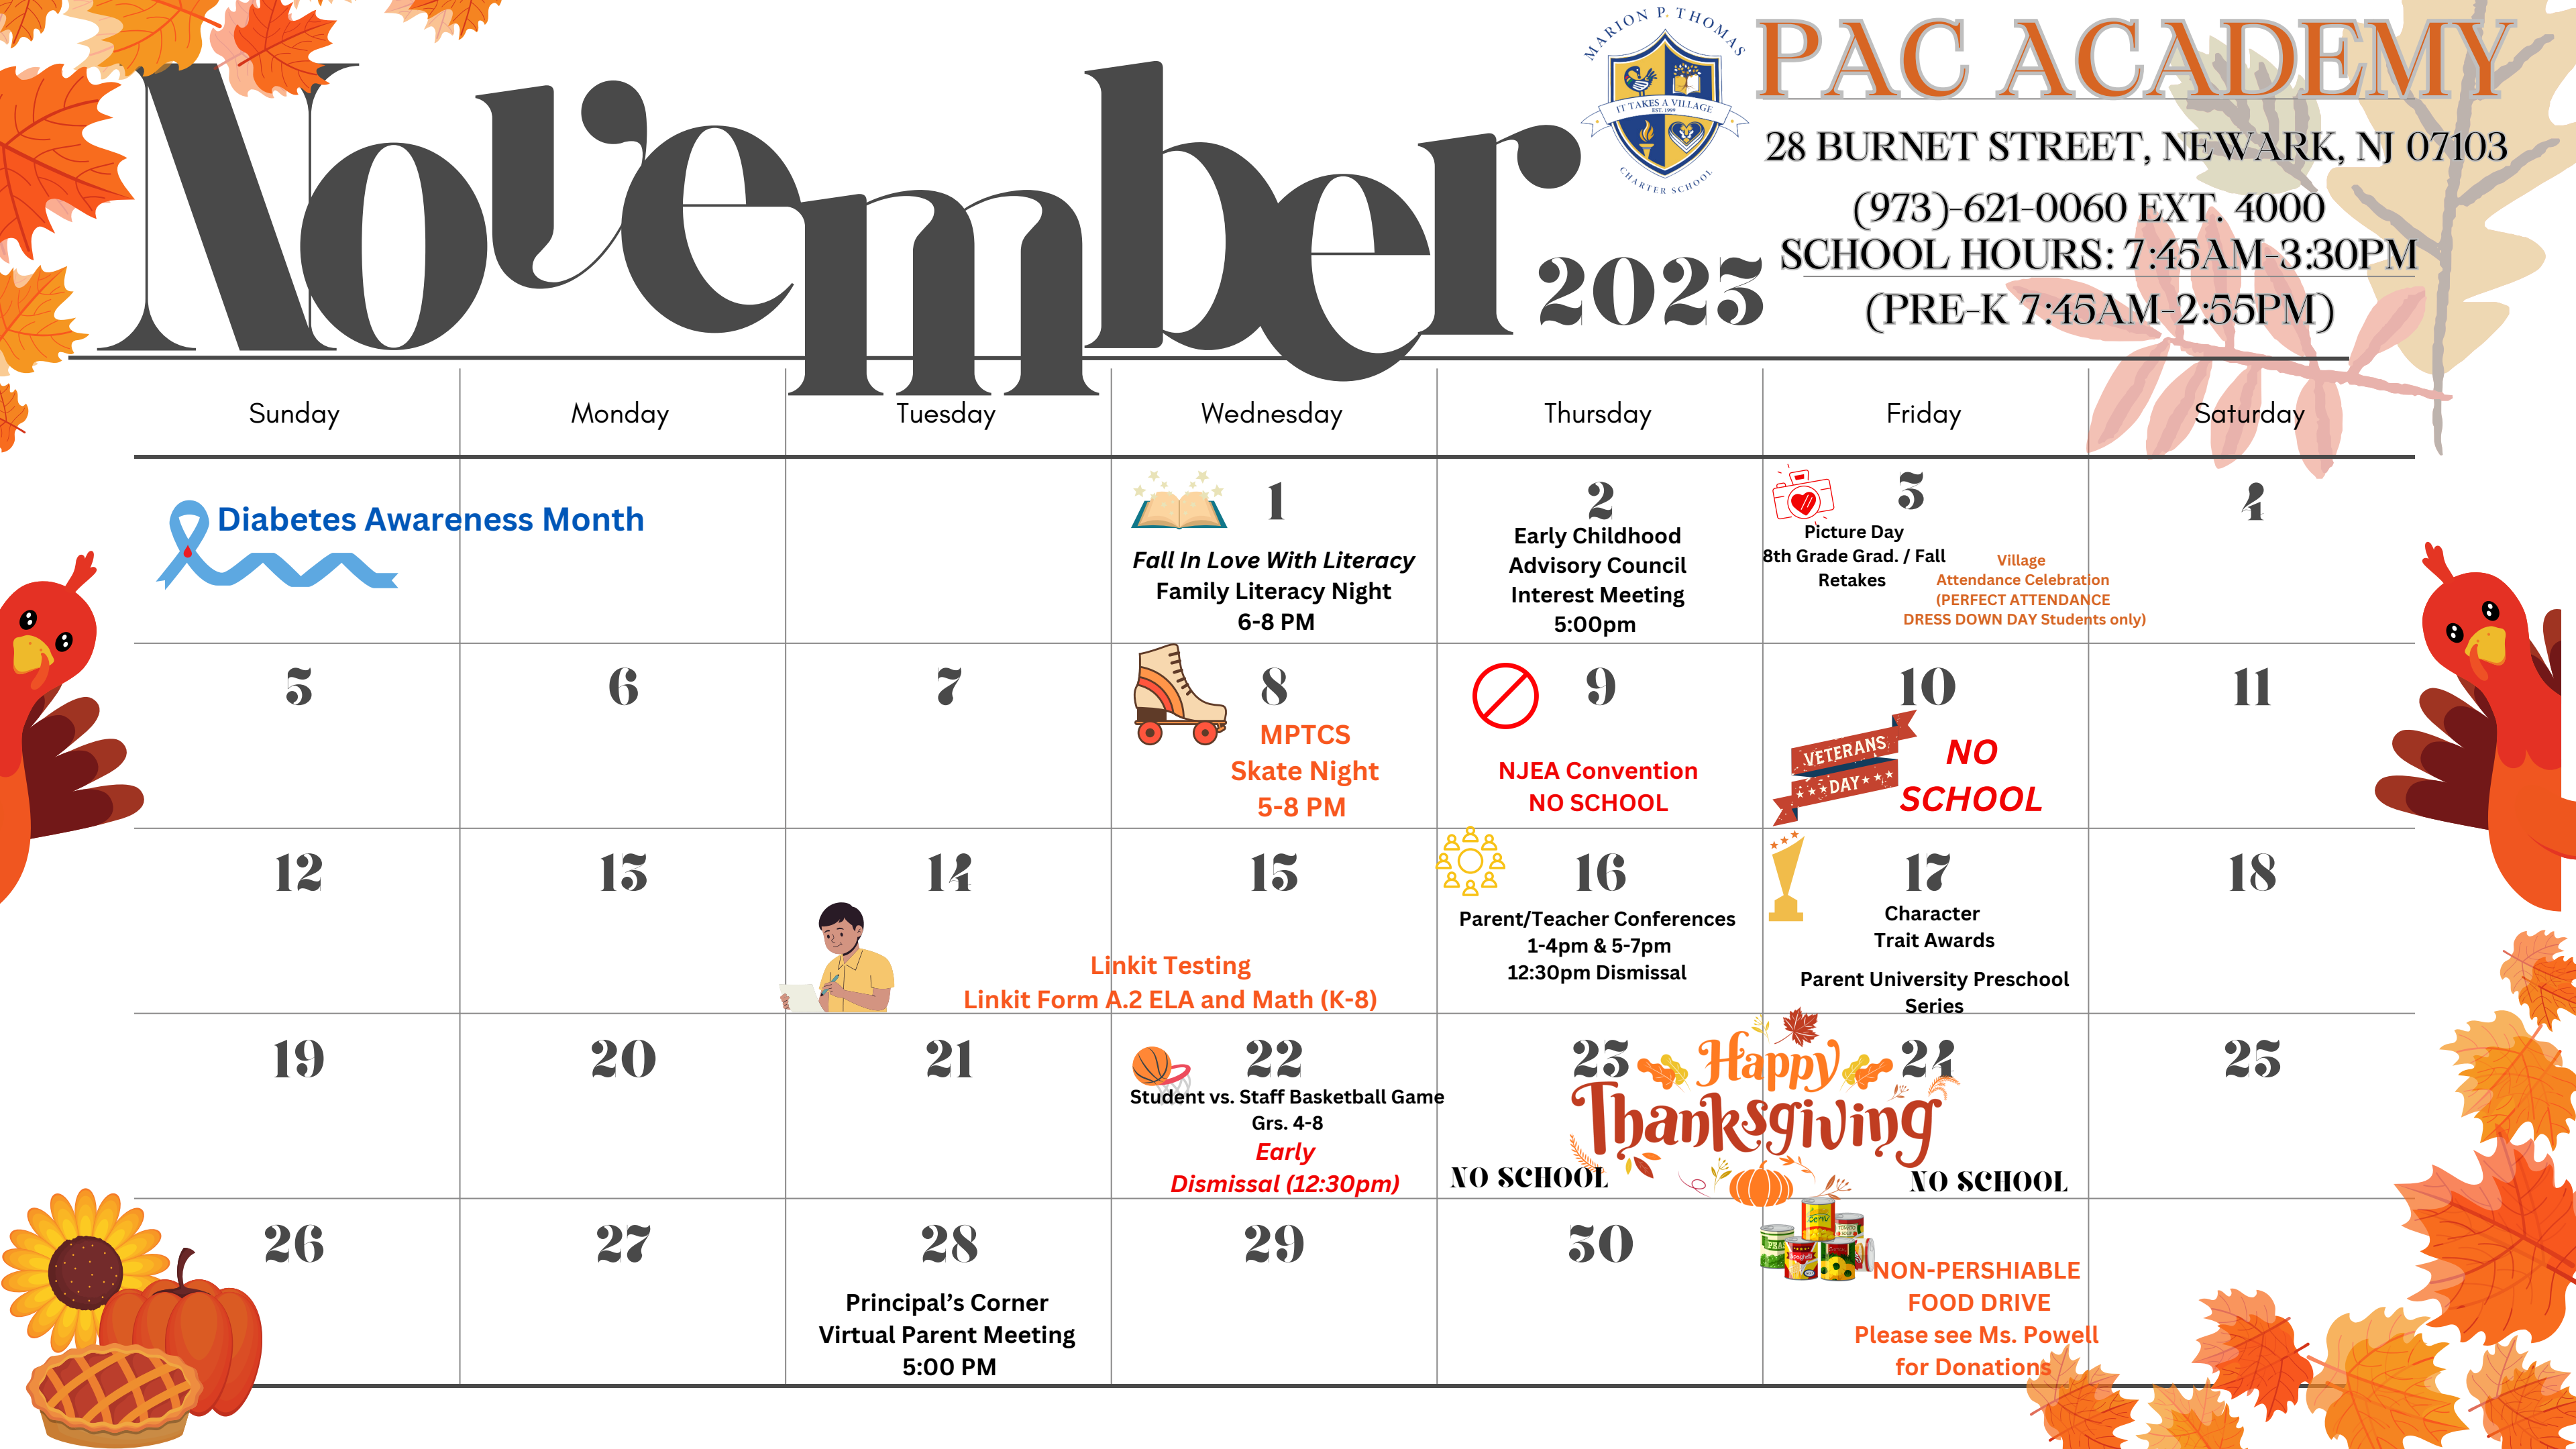 November
2023
MARION P. THOMAS
IT TAKES A VILLAGE
EST. 1999
CHARTER SCHOOL
PAC ACADEMY
28 BURNET STREET, NEWARK, NJ 07103
(973)-621-0060 EXT. 4000
SCHOOL HOURS: 7:45AM-3:30PM
(PRE-K 7:45AM-2:55PM)
Sunday
Monday
Tuesday
Wednesday
Thursday
Friday
Saturday
Diabetes Awareness Month
1
Fall In Love With Literacy
Family Literacy Night
6-8 PM
2
Early Childhood
Advisory Council
Interest Meeting
5:00pm
3
Picture Day
8th Grade Grad. / Fall
Retakes
Village
Attendance Celebration
(PERFECT ATTENDANCE
DRESS DOWN DAY Students only)
4
5
6
7
8
MPTCS
Skate Night
5-8 PM
9
NJEA Convention
NO SCHOOL
10
VETERANS
DAY
NO
SCHOOL
11
12
13
14
15
Linkit Testing
Linkit Form A.2 ELA and Math (K-8)
16
Parent/Teacher Conferences
1-4pm & 5-7pm
12:30pm Dismissal
17
Character
Trait Awards
Parent University Preschool
Series
18
19
20
21
22
Student vs. Staff Basketball Game
Grs. 4-8
Early
Dismissal (12:30pm)
23
24
Happy
Thanksgiving
NO SCHOOL
NO SCHOOL
25
26
27
28
Principal's Corner
Virtual Parent Meeting
5:00 PM
29
30
Corn
NON-PERSHIABLE
FOOD DRIVE
Please see Ms. Powell
for Donations